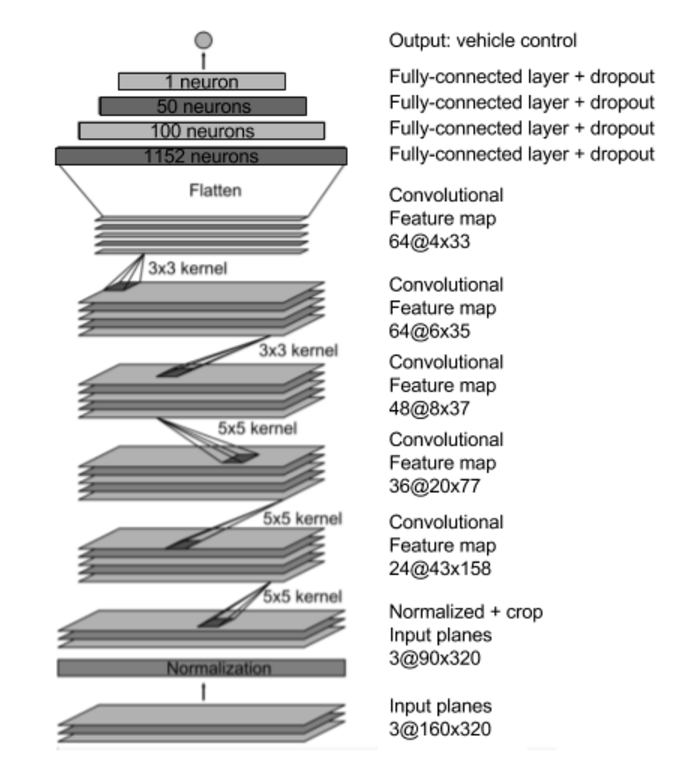 Output: vehicle control
1 neuron
Fully-connected layer + dropout
50 neurons
Fully-connected layer + dropout
100 neurons
Fully-connected layer + dropout
1152 neurons
Fully-connected layer + dropout
Flatten
Convolutional
Feature map
64@4x33
3x3 kernel
Convolutional
Feature map
64@6x35
3x3 kernel
Convolutional
Feature map
48@8x37
5x5 kernel
Convolutional
Feature map
36@20x77
5x5 kernel
Convolutional
Feature map
24@43x158
5x5 kernel
Normalized + crop
Input planes
3@90x320
Normalization
Input planes
3@160x320